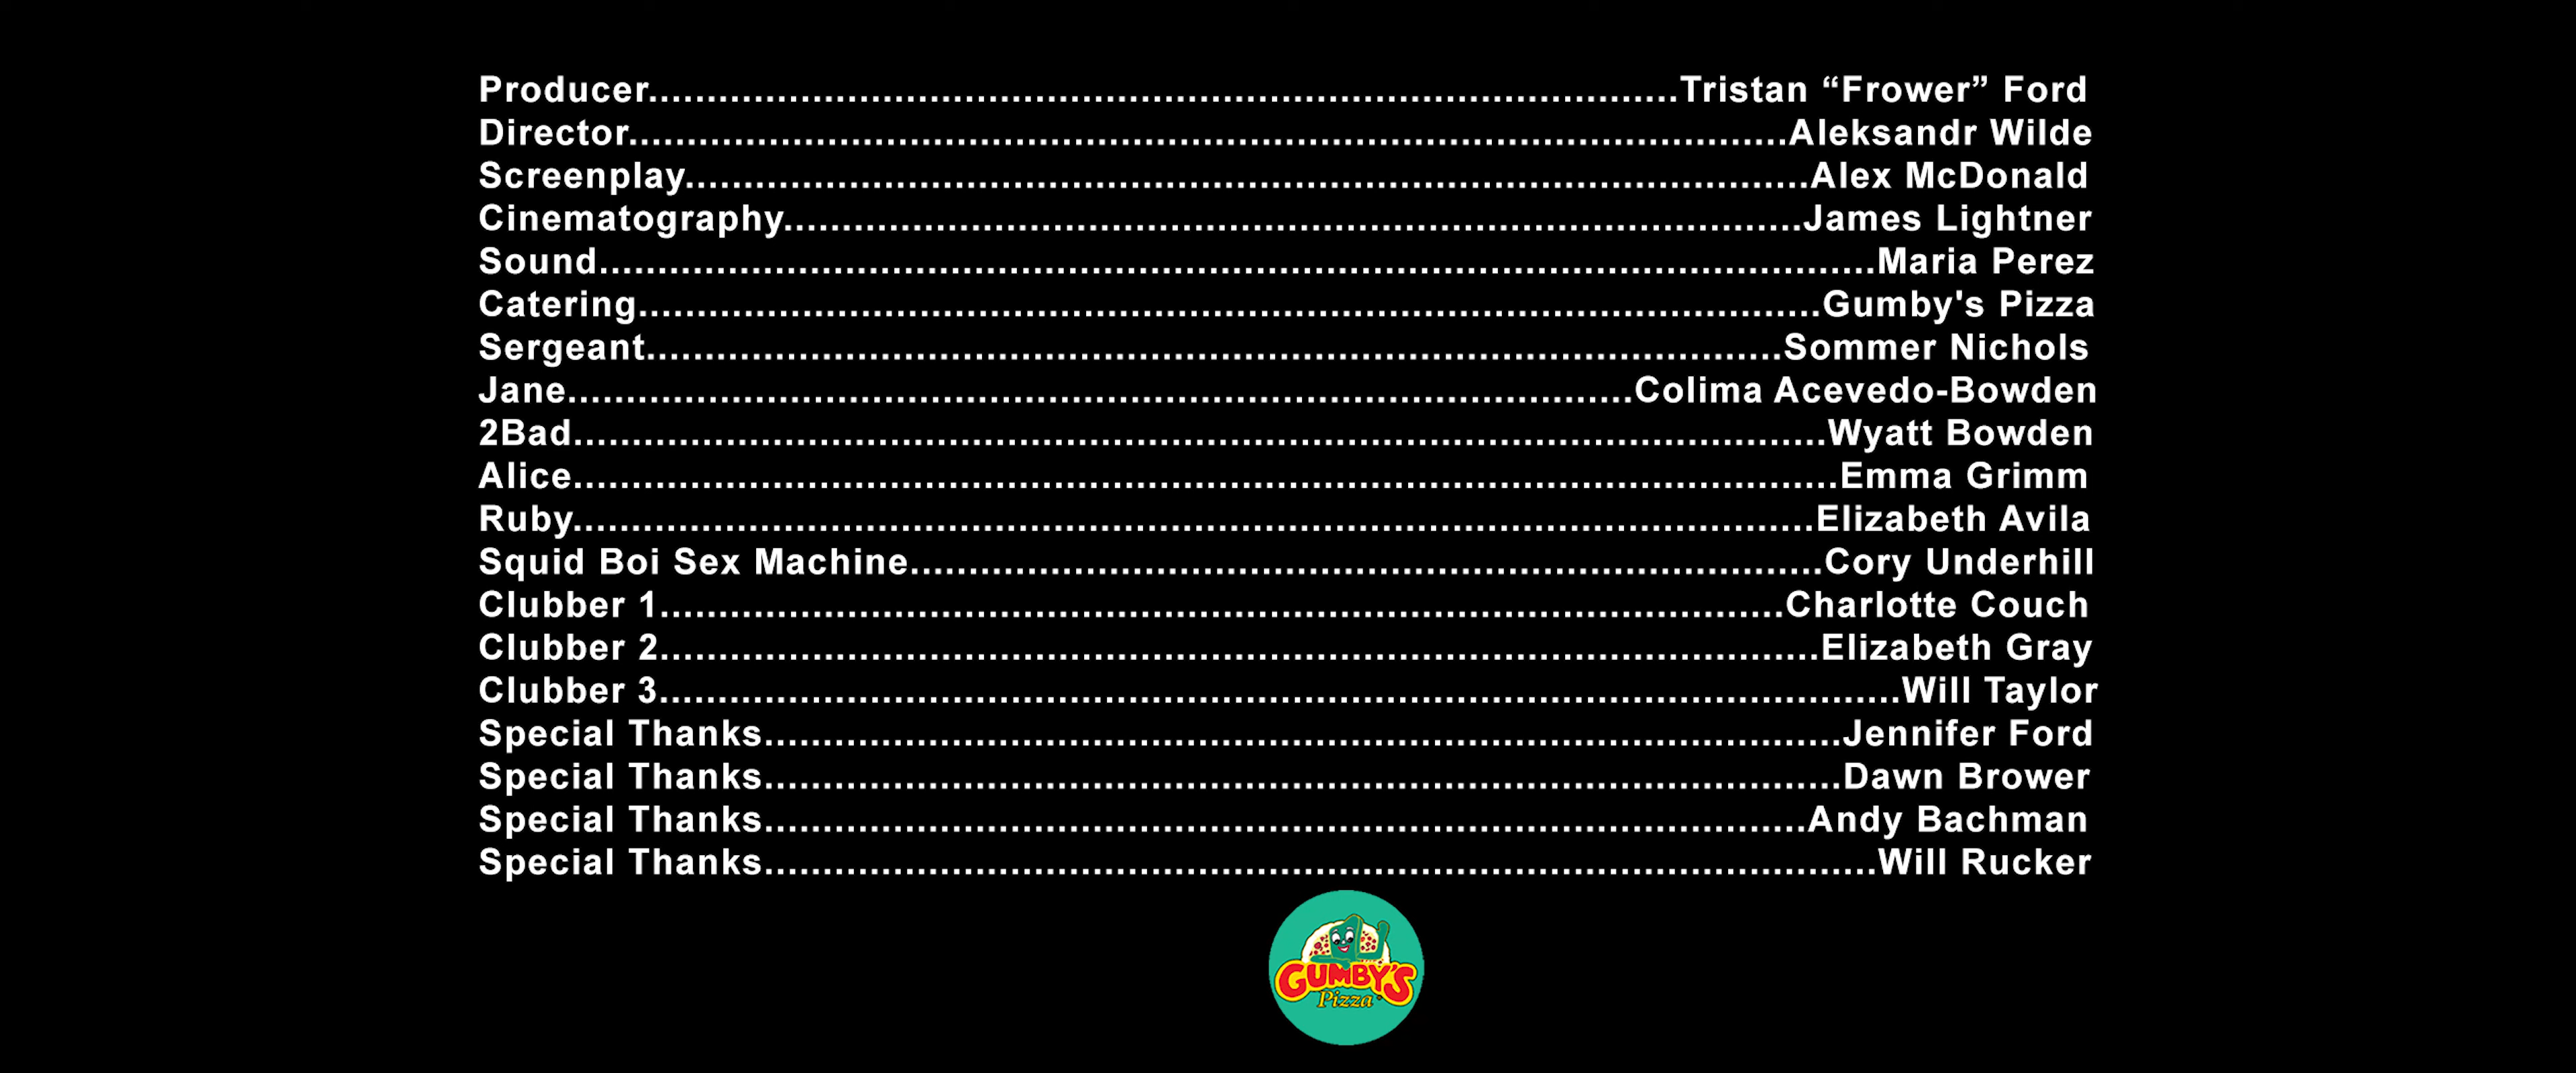 Producer........................................................................................Tristan “Frower” Ford
Director...................................................................................................Aleksandr Wilde
Screenplay................................................................................................Alex McDonald
Cinematography.......................................................................................James Lightner
Sound.............................................................................................................Maria Perez
Catering.....................................................................................................Gumby's Pizza
Sergeant.................................................................................................Sommer Nichols
Jane...........................................................................................Colima Acevedo-Bowden
2Bad...........................................................................................................Wyatt Bowden
Alice............................................................................................................Emma Grimm
Ruby..........................................................................................................Elizabeth Avila
Squid Boi Sex Machine..............................................................................Cory Underhill
Clubber 1................................................................................................Charlotte Couch
Clubber 2...................................................................................................Elizabeth Gray
Clubber 3..........................................................................................................Will Taylor
Special Thanks............................................................................................Jennifer Ford
Special Thanks............................................................................................Dawn Brower
Special Thanks.........................................................................................Andy Bachman
Special Thanks...............................................................................................Will Rucker
GUMBY'S
Pizza